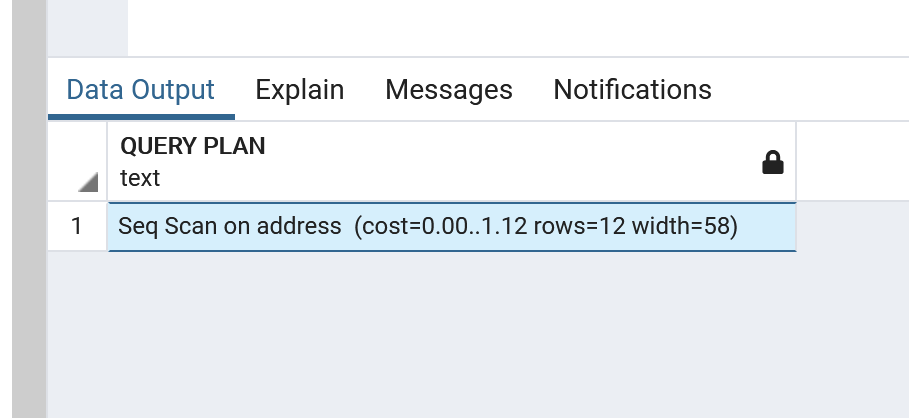 Data Output Explain Messages Notifications
QUERY PLAN
text
1 Seq Scan on address (cost=0.00..1.12 rows=12 width=58)